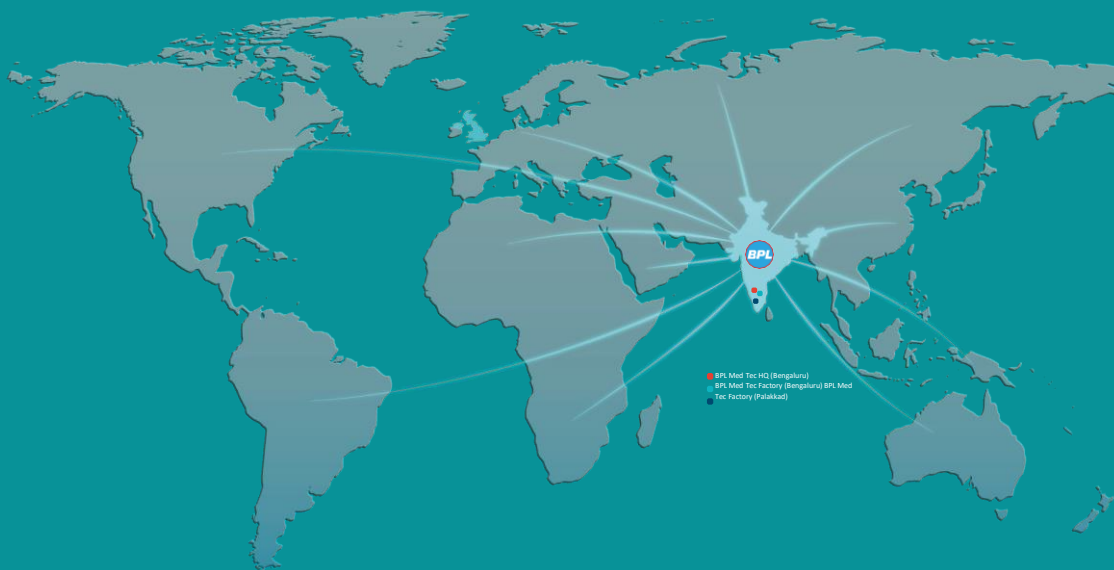 BPL
BPL Med Tec HQ (Bengaluru)
BPL Med Tec Factory (Bengaluru) BPL Med
Tec Factory (Palakkad)